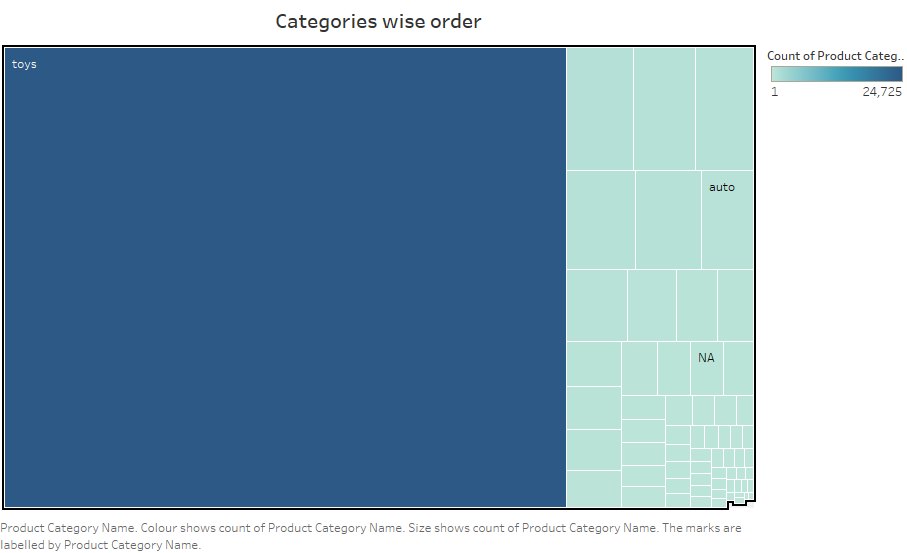 Categories wise order
toys
auto
NA
Count of Product Categ..
1 24,725
Product Category Name. Colour shows count of Product Category Name. Size shows count of Product Category Name. The marks are
labelled by Product Category Name.